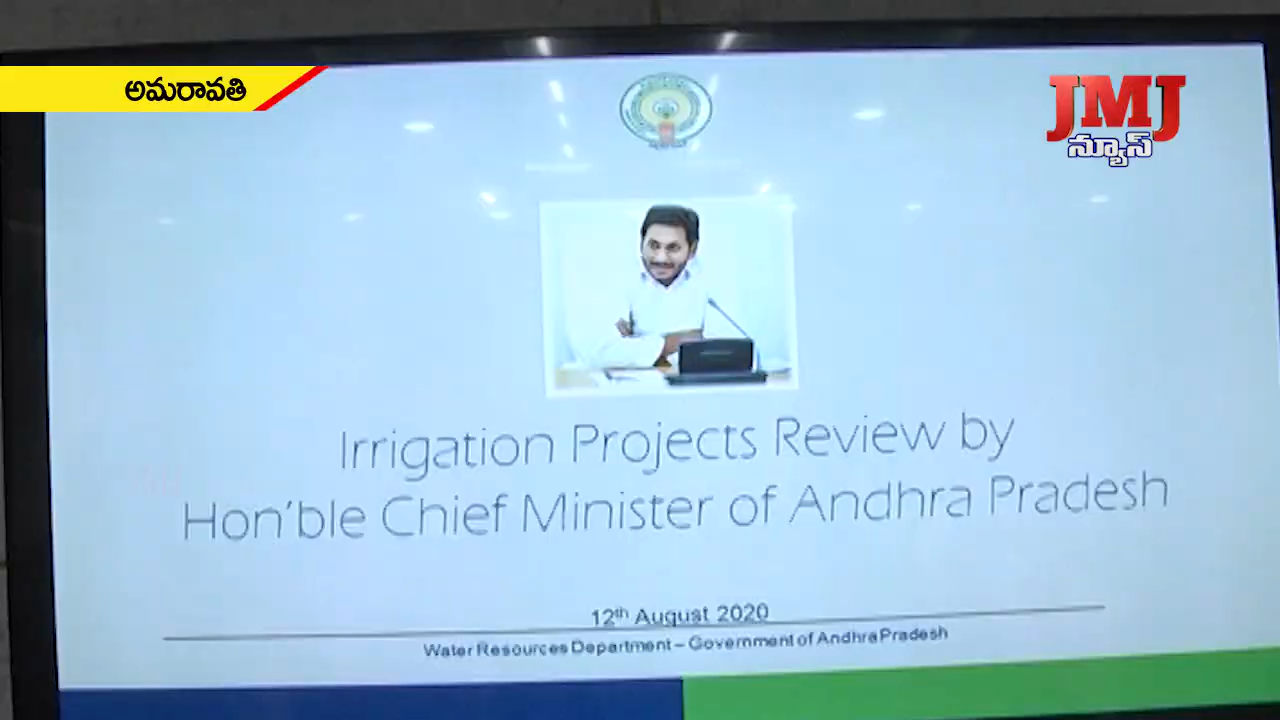 అమరావతి
JMJ
న్యూస్
Irrigation Projects Review by
Hon'ble Chief Minister of Andhra Pradesh
12th August 2020
Water Resources Department – Government of Andhra Pradesh